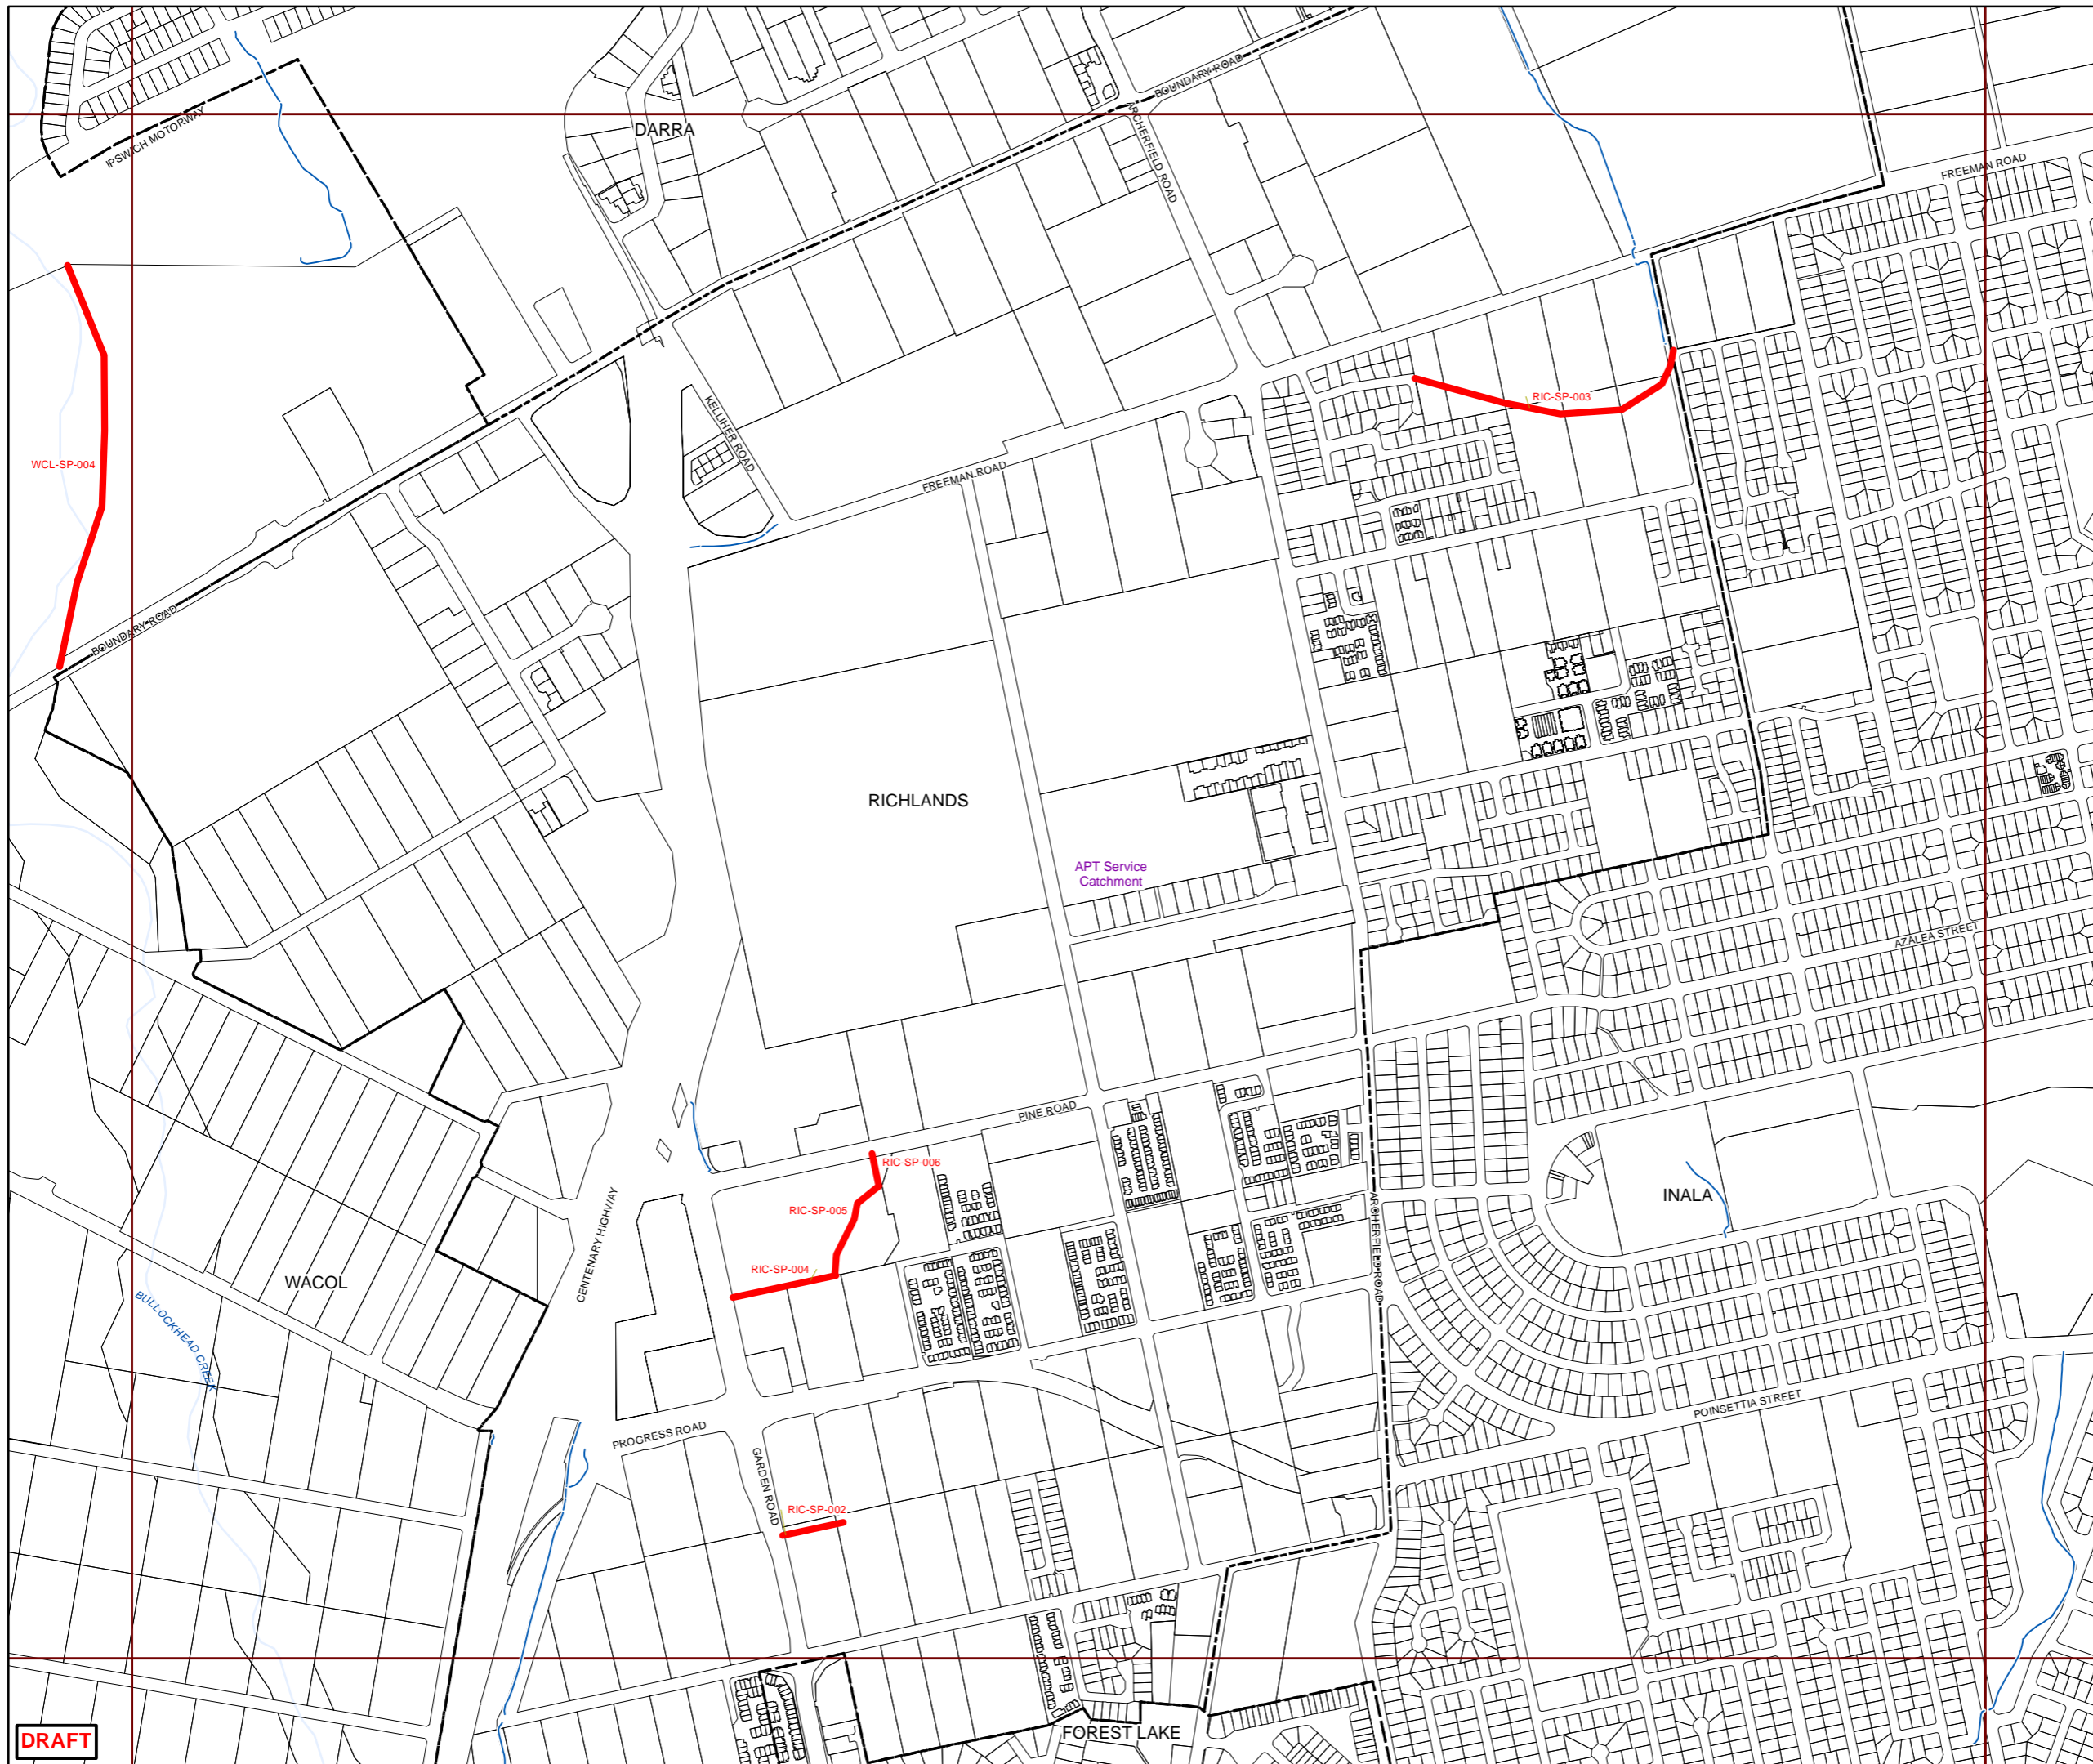 BOUNDARY ROAD
IPSWICH MOTORWAY
DARRA
ARCHERFIELD ROAD
FREEMAN ROAD
WCL-SP-004
KELLIHER ROAD
RIC-SP-003
FREEMAN ROAD
BOUNDARY ROAD
RICHLANDS
APT Service
Catchment
AZALEA STREET
PINE ROAD
RIC-SP-006
RIC-SP-005
INALA
ARCHERFIELD ROAD
CENTENARY HIGHWAY
RIC-SP-004
WACOL
BULLOCKHEAD CREEK
POINSETTIA STREET
PROGRESS ROAD
GARDEN ROAD
RIC-SP-002
FOREST LAKE
DRAFT